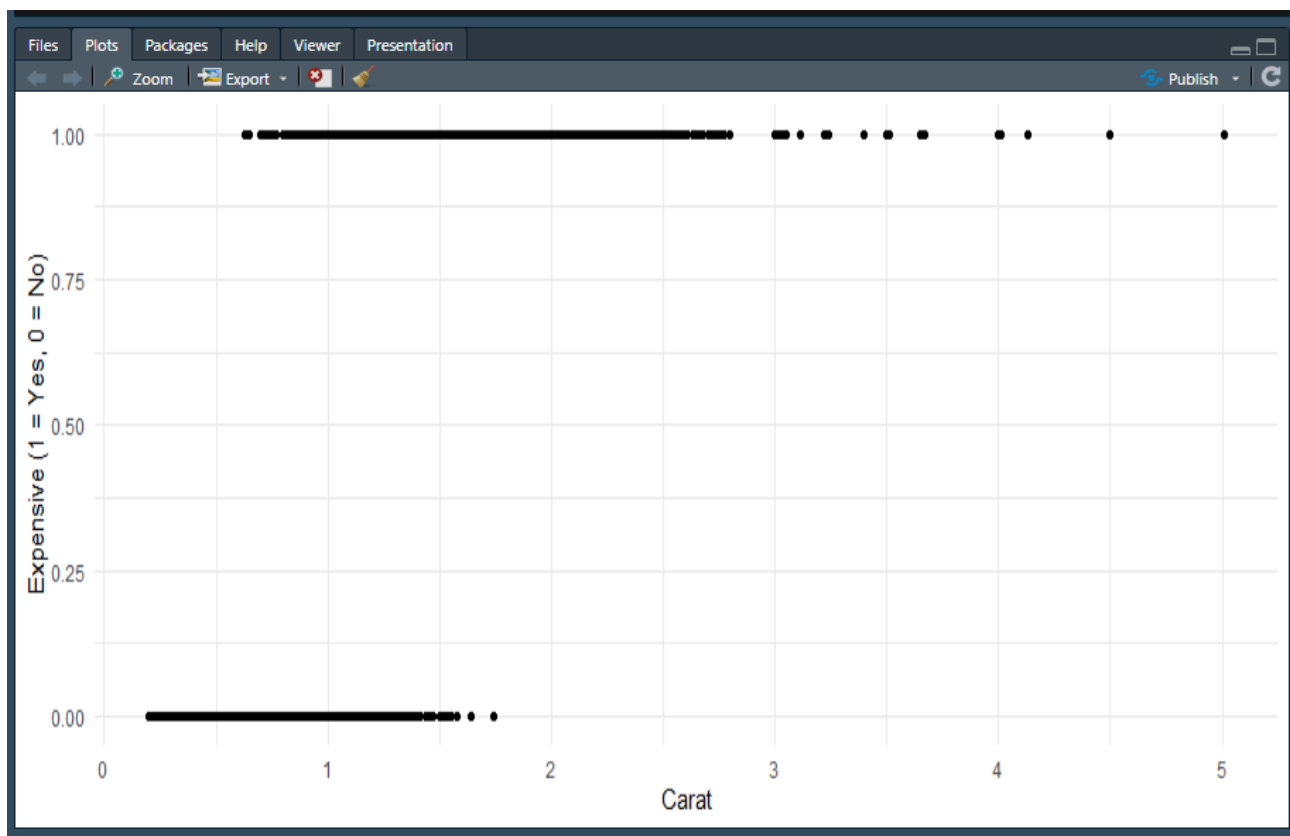 Files Plots Packages Help Viewer Presentation
Zoom Export Publish
1.00
0.75
0.50
0.25
0.00
Expensive (1 = Yes, 0 = No)
0 1 2 3 4 5
Carat